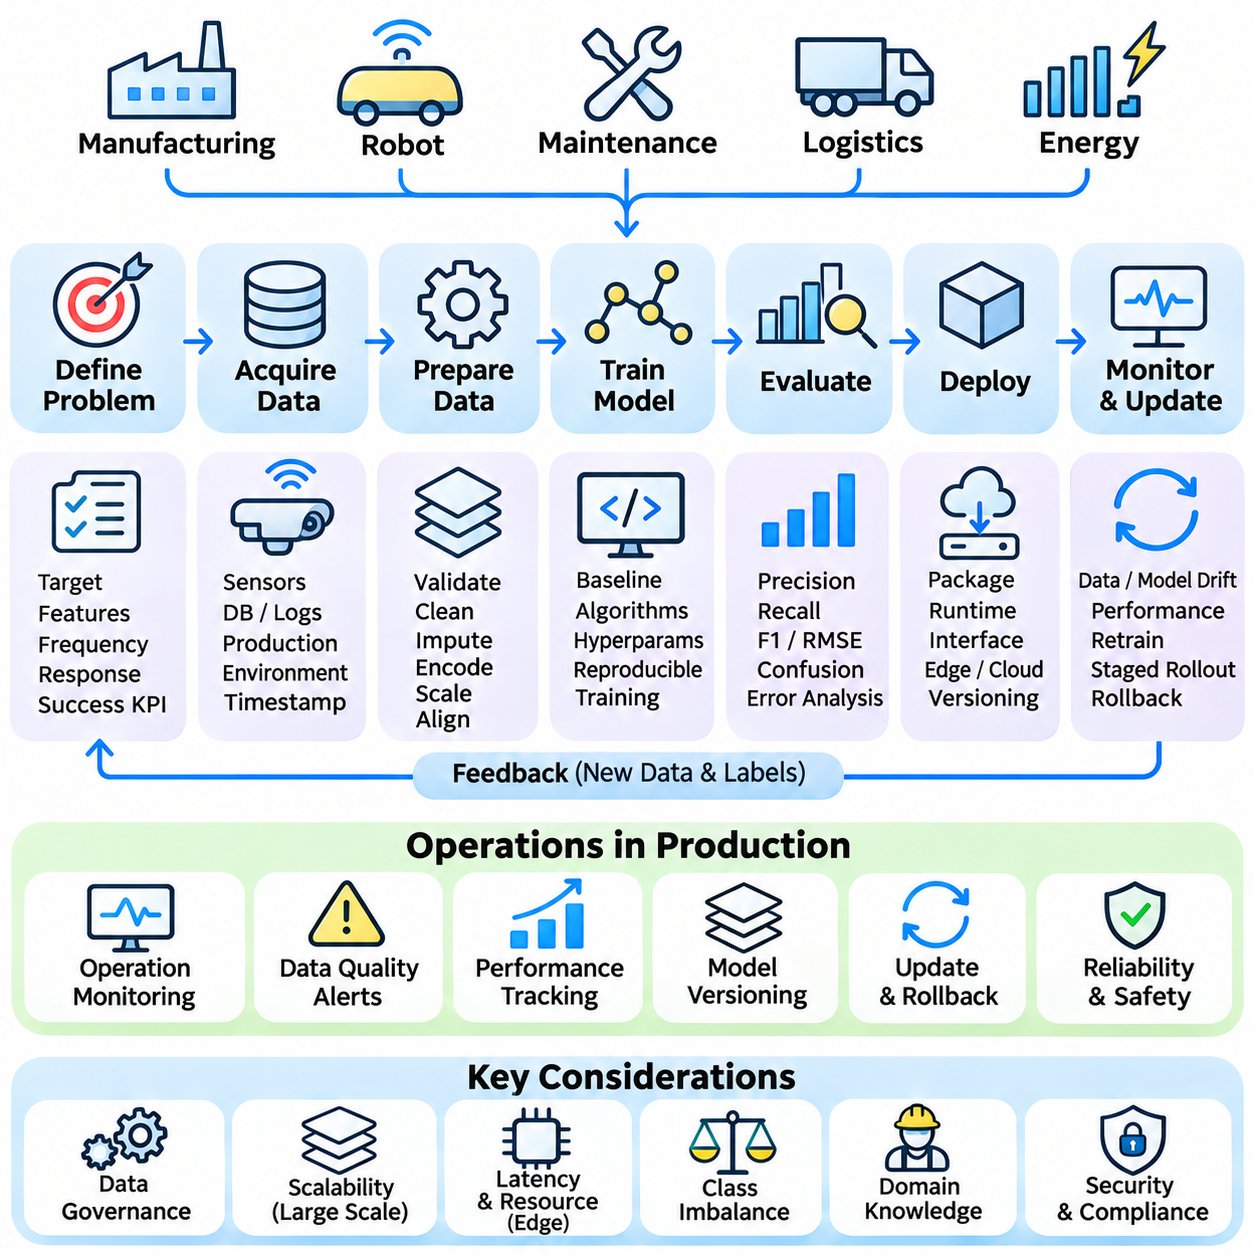 Manufacturing
Robot
Maintenance
Logistics
Energy
Define
Problem
Acquire
Data
Prepare
Data
Train
Model
Evaluate
Deploy
Monitor
& Update
Target
Features
Frequency
Response
Success KPI
Sensors
DB / Logs
Production
Environment
Timestamp
Validate
Clean
Impute
Encode
Scale
Align
</>
Baseline
Algorithms
Hyperparams
Reproducible
Training
Precision
Recall
F1 / RMSE
Confusion
Error Analysis
Package
Runtime
Interface
Edge / Cloud
Versioning
Data / Model Drift
Performance
Retrain
Staged Rollout
Rollback
Feedback (New Data & Labels)
Operations in Production
Operation
Monitoring
Data Quality
Alerts
Performance
Tracking
Model
Versioning
Update
& Rollback
Reliability
& Safety
Key Considerations
Data
Governance
Scalability
(Large Scale)
Latency
& Resource
(Edge)
Class
Imbalance
Domain
Knowledge
Security
& Compliance